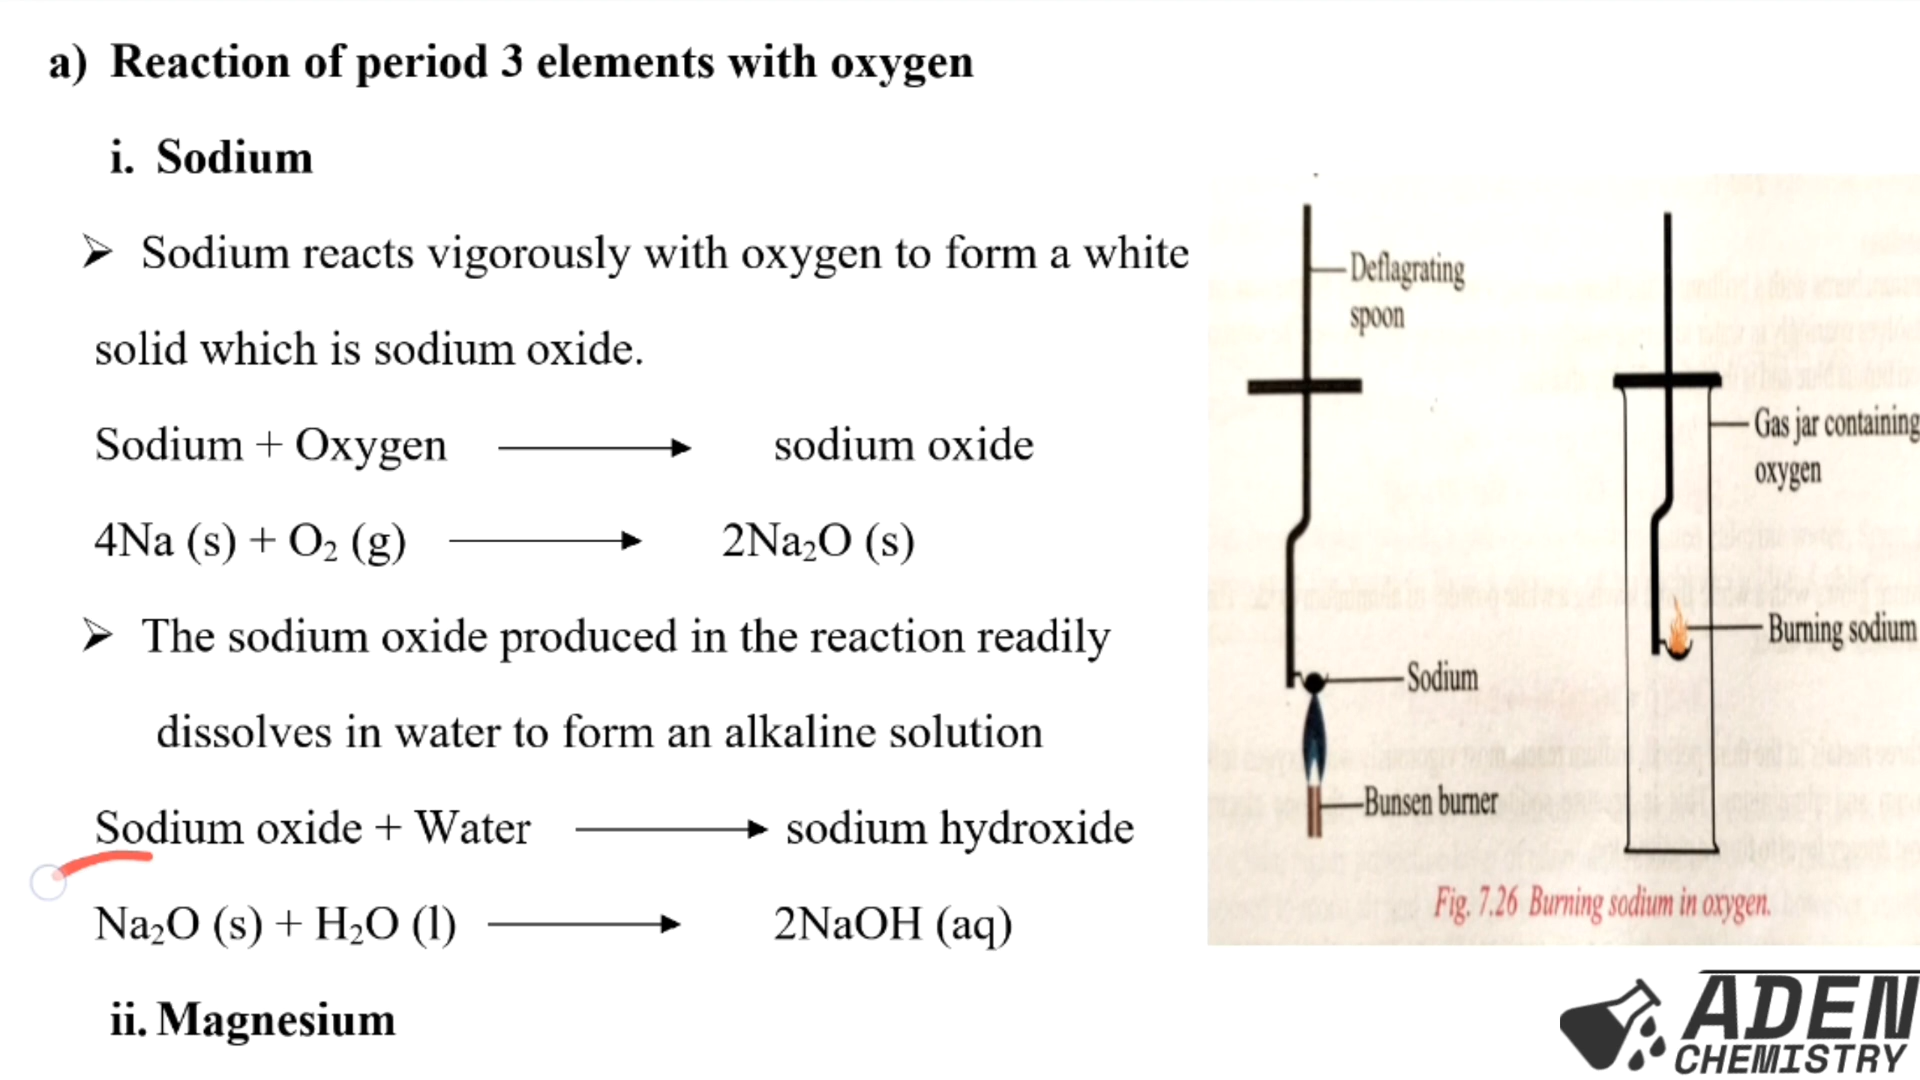 a) Reaction of period 3 elements with oxygen
i. Sodium
➢ Sodium reacts vigorously with oxygen to form a white
solid which is sodium oxide.
Sodium + Oxygen ⟶ sodium oxide
4Na (s) + O₂ (g) ⟶ 2Na₂O (s)
➢ The sodium oxide produced in the reaction readily
dissolves in water to form an alkaline solution
Sodium oxide + Water ⟶ sodium hydroxide
Na₂O (s) + H₂O (l) ⟶ 2NaOH (aq)
ii. Magnesium
Deflagrating
spoon
Sodium
Bunsen burner
Gas jar containing
oxygen
Burning sodium
Fig. 7.26 Burning sodium in oxygen.
ADEN
CHEMISTRY